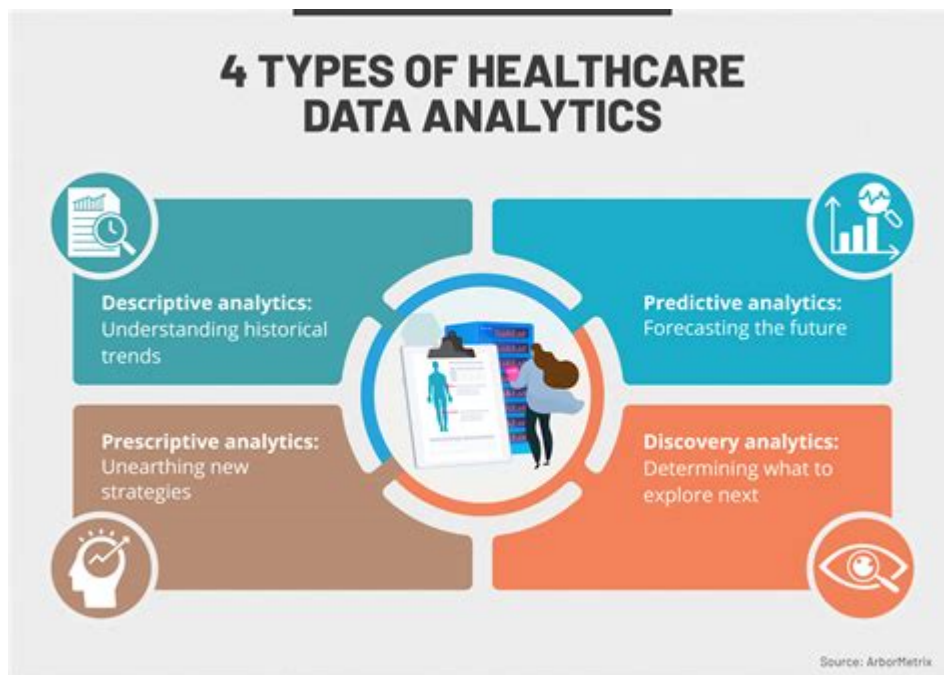 4 TYPES OF HEALTHCARE
DATA ANALYTICS
Descriptive analytics:
Understanding historical
trends
Predictive analytics:
Forecasting the future
Prescriptive analytics:
Unearthing new
strategies
Discovery analytics:
Determining what to
explore next
Source: ArborMetrix